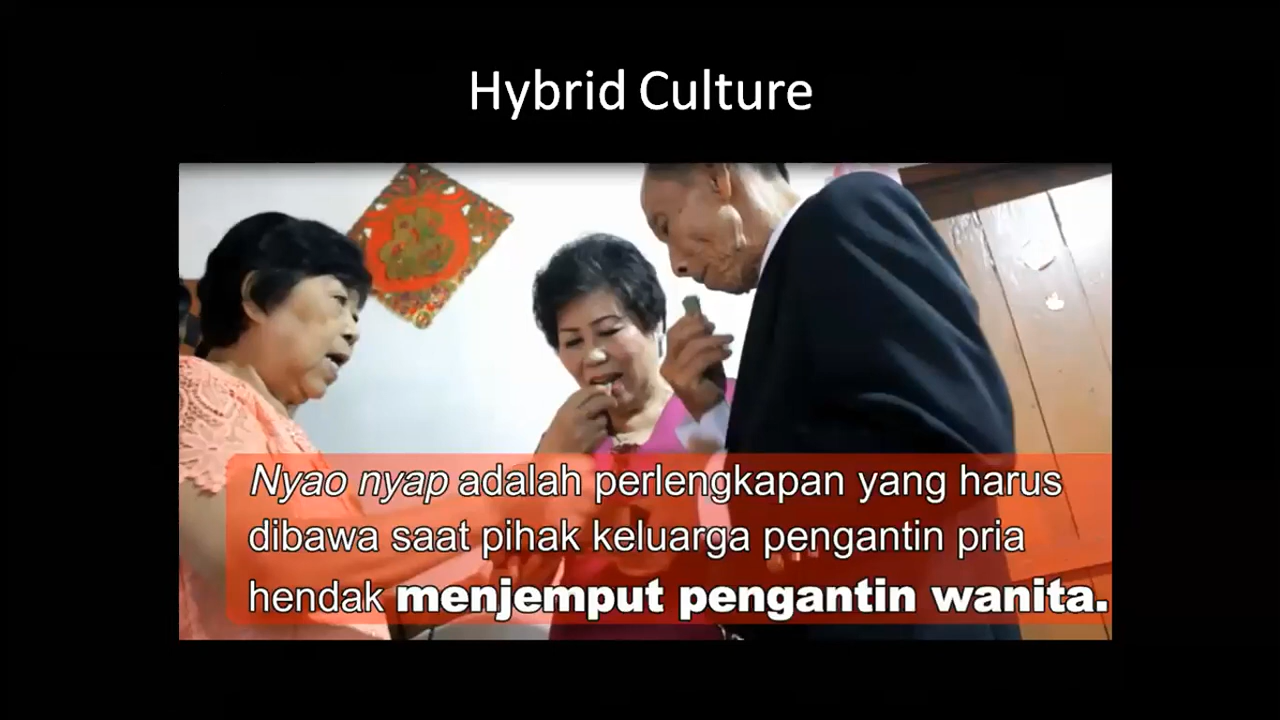 Hybrid Culture
Nyao nyap adalah perlengkapan yang harus
dibawa saat pihak keluarga pengantin pria
hendak menjemput pengantin wanita.